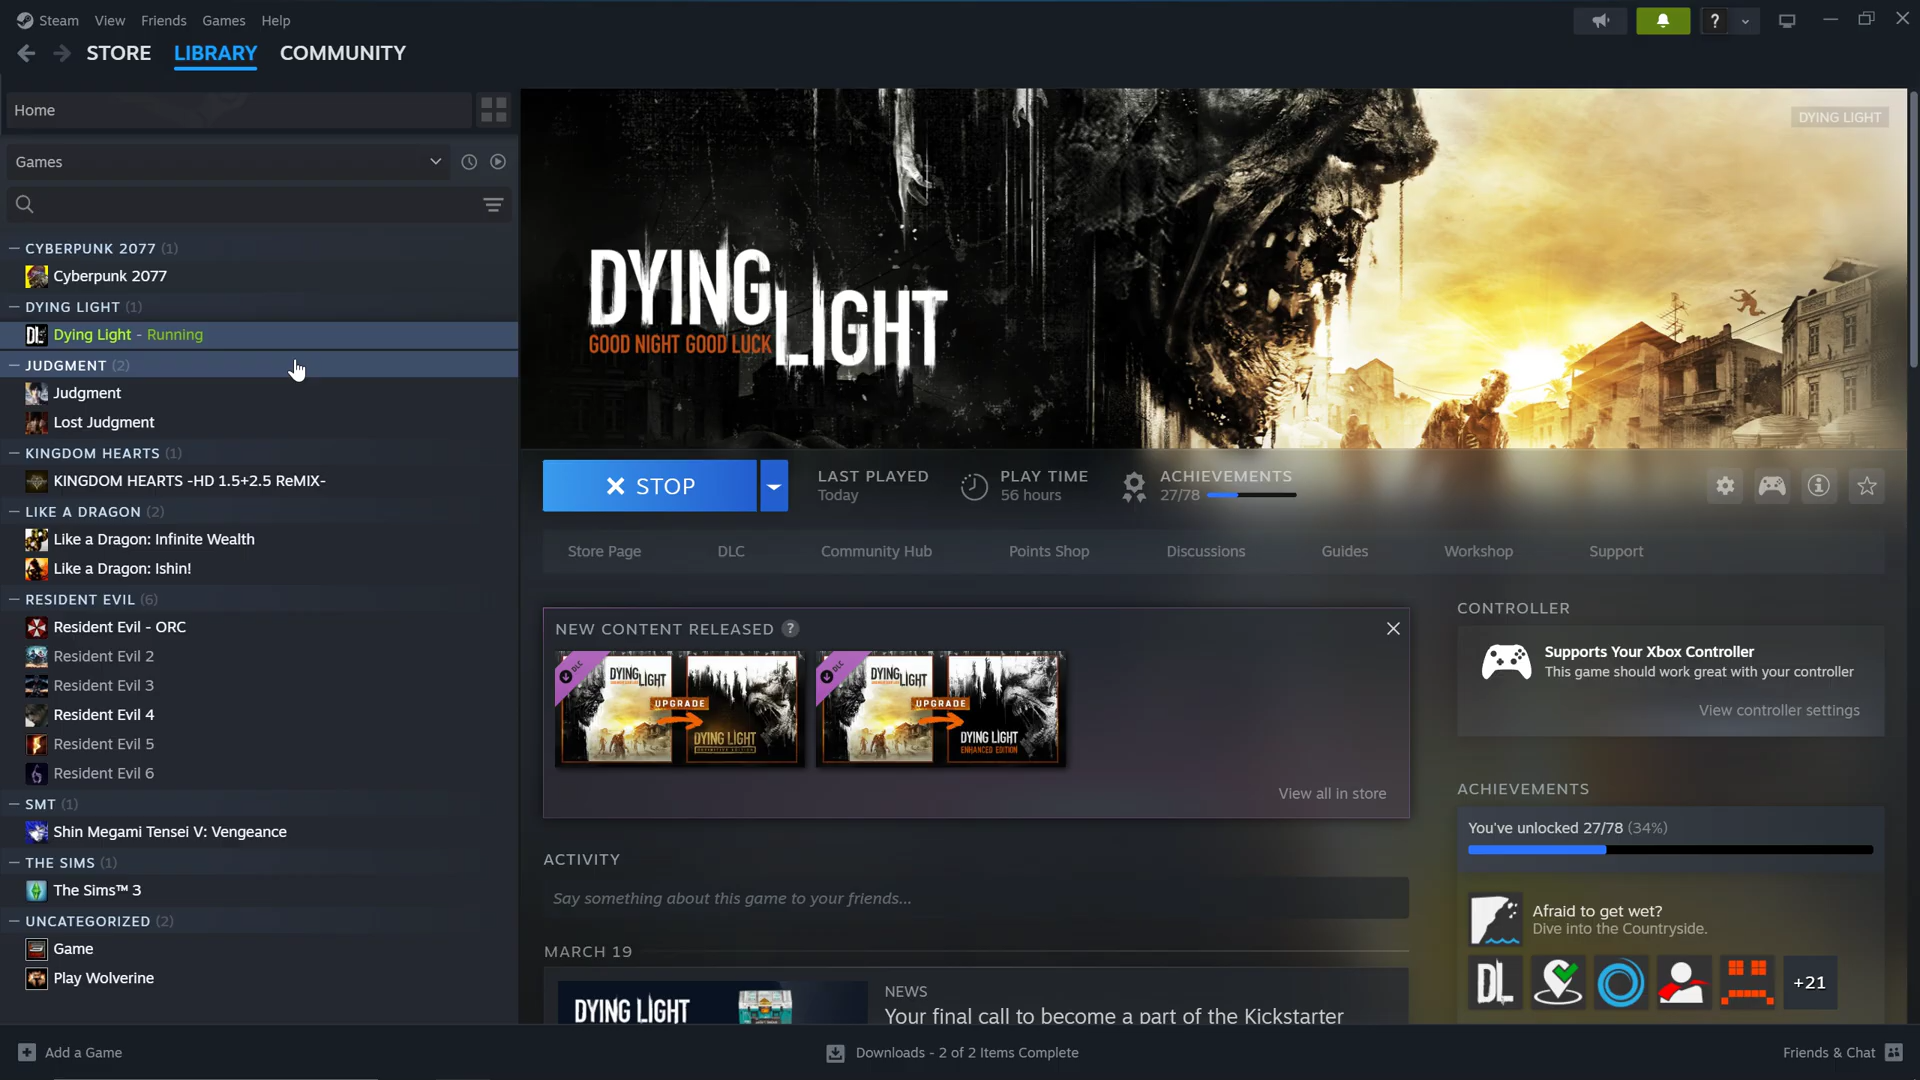 Steam View Friends Games Help
?
STORE LIBRARY COMMUNITY
Home
Games
CYBERPUNK 2077 (1)
Cyberpunk 2077
DYING LIGHT (1)
Dying Light - Running
JUDGMENT (2)
Judgment
Lost Judgment
KINGDOM HEARTS (1)
KINGDOM HEARTS -HD 1.5+2.5 ReMIX-
LIKE A DRAGON (2)
Like a Dragon: Infinite Wealth
Like a Dragon: Ishin!
RESIDENT EVIL (6)
Resident Evil - ORC
Resident Evil 2
Resident Evil 3
Resident Evil 4
Resident Evil 5
Resident Evil 6
SMT (1)
Shin Megami Tensei V: Vengeance
THE SIMS (1)
The Sims™ 3
UNCATEGORIZED (2)
Game
Play Wolverine
DYING LIGHT
DYING
LIGHT
GOOD NIGHT GOOD LUCK
STOP
LAST PLAYED
Today
PLAY TIME
56 hours
ACHIEVEMENTS
27/78
Store Page DLC Community Hub Points Shop Discussions Guides Workshop Support
NEW CONTENT RELEASED ?
DLC
DYING LIGHT
UPGRADE
DYING LIGHT
DEFINITIVE EDITION
DLC
DYING LIGHT
UPGRADE
DYING LIGHT
ENHANCED EDITION
View all in store
ACTIVITY
Say something about this game to your friends...
MARCH 19
DYING LIGHT
NEWS
Your final call to become a part of the Kickstarter
CONTROLLER
Supports Your Xbox Controller
This game should work great with your controller
View controller settings
ACHIEVEMENTS
You've unlocked 27/78 (34%)
Afraid to get wet?
Dive into the Countryside.
DL
+21
Add a Game
Downloads - 2 of 2 Items Complete
Friends & Chat